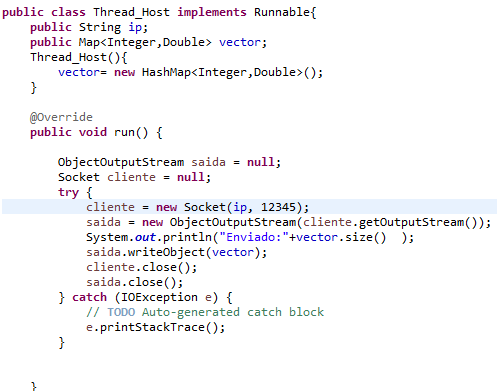 public class Thread_Host implements Runnable{
public String ip;
public Map<Integer,Double> vector;
Thread_Host(){
vector= new HashMap<Integer,Double>();
}
@Override
public void run() {
ObjectOutputStream saida = null;
Socket cliente = null;
try {
cliente = new Socket(ip, 12345);
saida = new ObjectOutputStream(cliente.getOutputStream());
System.out.println("Enviado:"+vector.size()  );
saida.writeObject(vector);
cliente.close();
saida.close();
} catch (IOException e) {
// TODO Auto-generated catch block
e.printStackTrace();
}
}